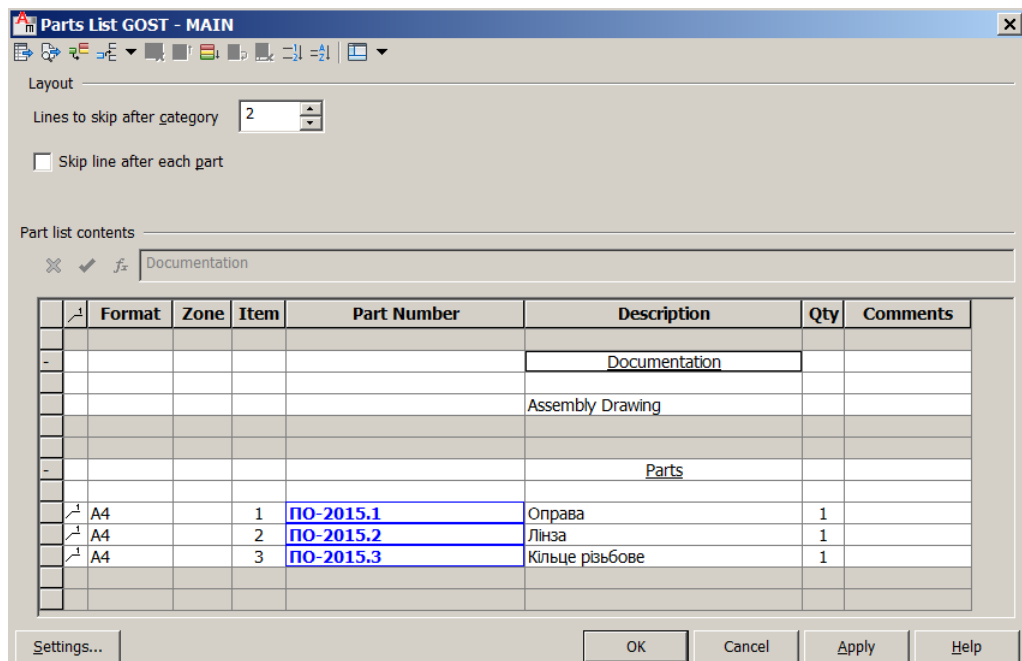 Parts List GOST - MAIN
Layout
Lines to skip after category 2
Skip line after each part
Part list contents
fx Documentation
Format Zone Item Part Number Description Qty Comments
- Documentation
Assembly Drawing
- Parts
A4 1 ПО-2015.1 Оправа 1
A4 2 ПО-2015.2 Лінза 1
A4 3 ПО-2015.3 Кільце різьбове 1
Settings... OK Cancel Apply Help